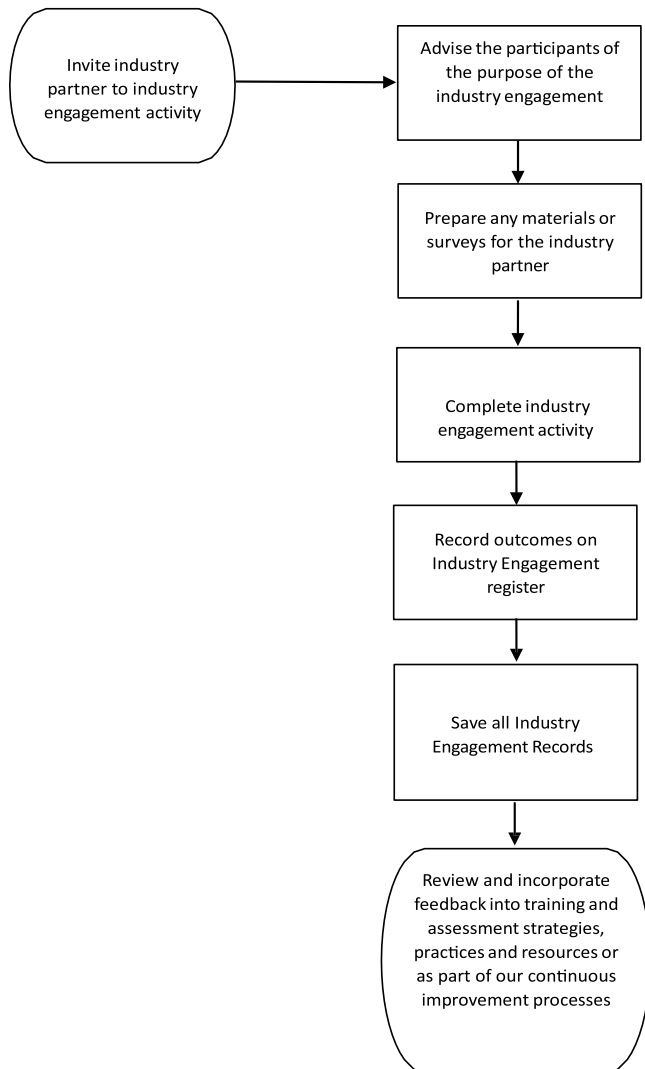 Invite industry
partner to industry
engagement activity
Advise the participants of
the purpose of the
industry engagement
Prepare any materials or
surveys for the industry
partner
Complete industry
engagement activity
Record outcomes on
Industry Engagement
register
Save all Industry
Engagement Records
Review and incorporate
feedback into training and
assessment strategies,
practices and resources or
as part of our continuous
improvement processes